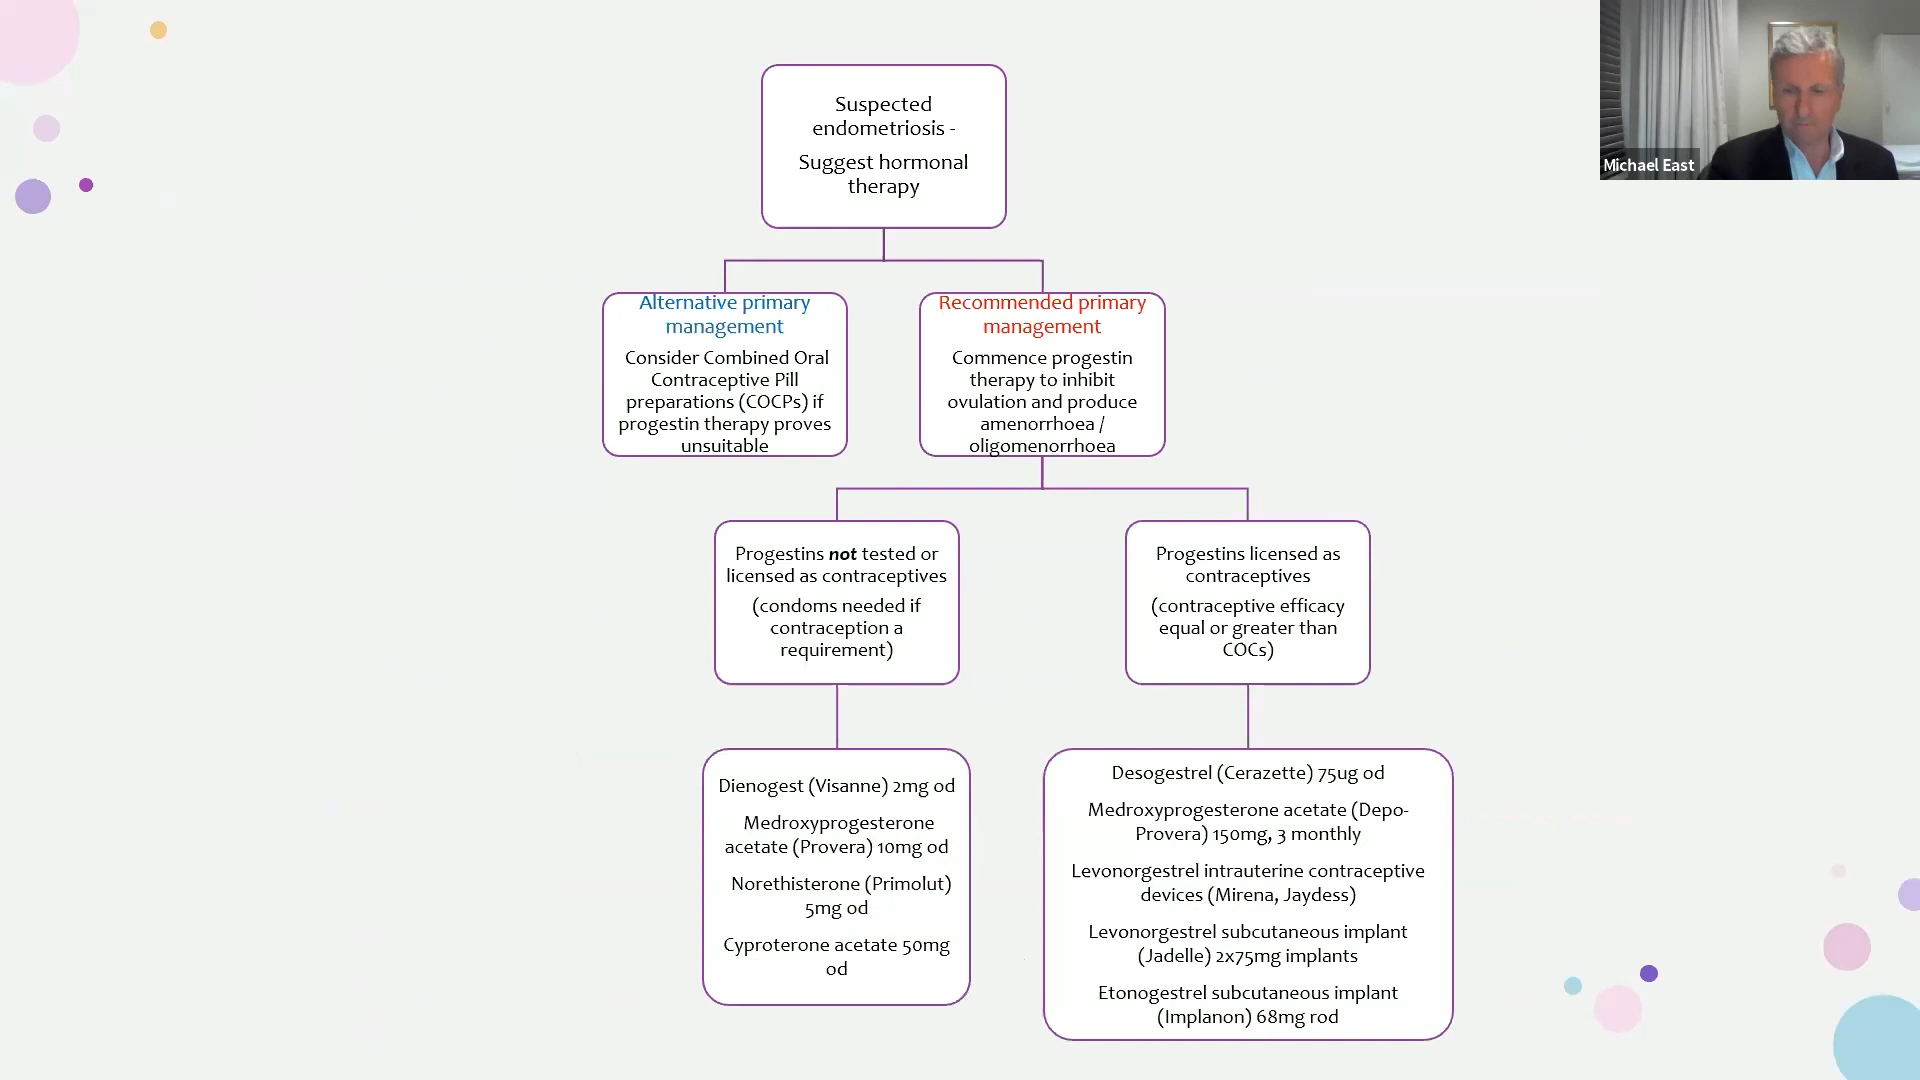 Suspected
endometriosis -
Suggest hormonal
therapy
Michael East
Alternative primary
management
Consider Combined Oral
Contraceptive Pill
preparations (COCPs) if
progestin therapy proves
unsuitable
Recommended primary
management
Commence progestin
therapy to inhibit
ovulation and produce
amenorrhoea /
oligomenorrhoea
Progestins not tested or
licensed as contraceptives
(condoms needed if
contraception a
requirement)
Progestins licensed as
contraceptives
(contraceptive efficacy
equal or greater than
COCs)
Dienogest (Visanne) 2mg od
Medroxyprogesterone
acetate (Provera) 10mg od
Norethisterone (Primolut)
5mg od
Cyproterone acetate 50mg
od
Desogestrel (Cerazette) 75ug od
Medroxyprogesterone acetate (Depo-
Provera) 150mg, 3 monthly
Levonorgestrel intrauterine contraceptive
devices (Mirena, Jaydess)
Levonorgestrel subcutaneous implant
(Jadelle) 2x75mg implants
Etonogestrel subcutaneous implant
(Implanon) 68mg rod